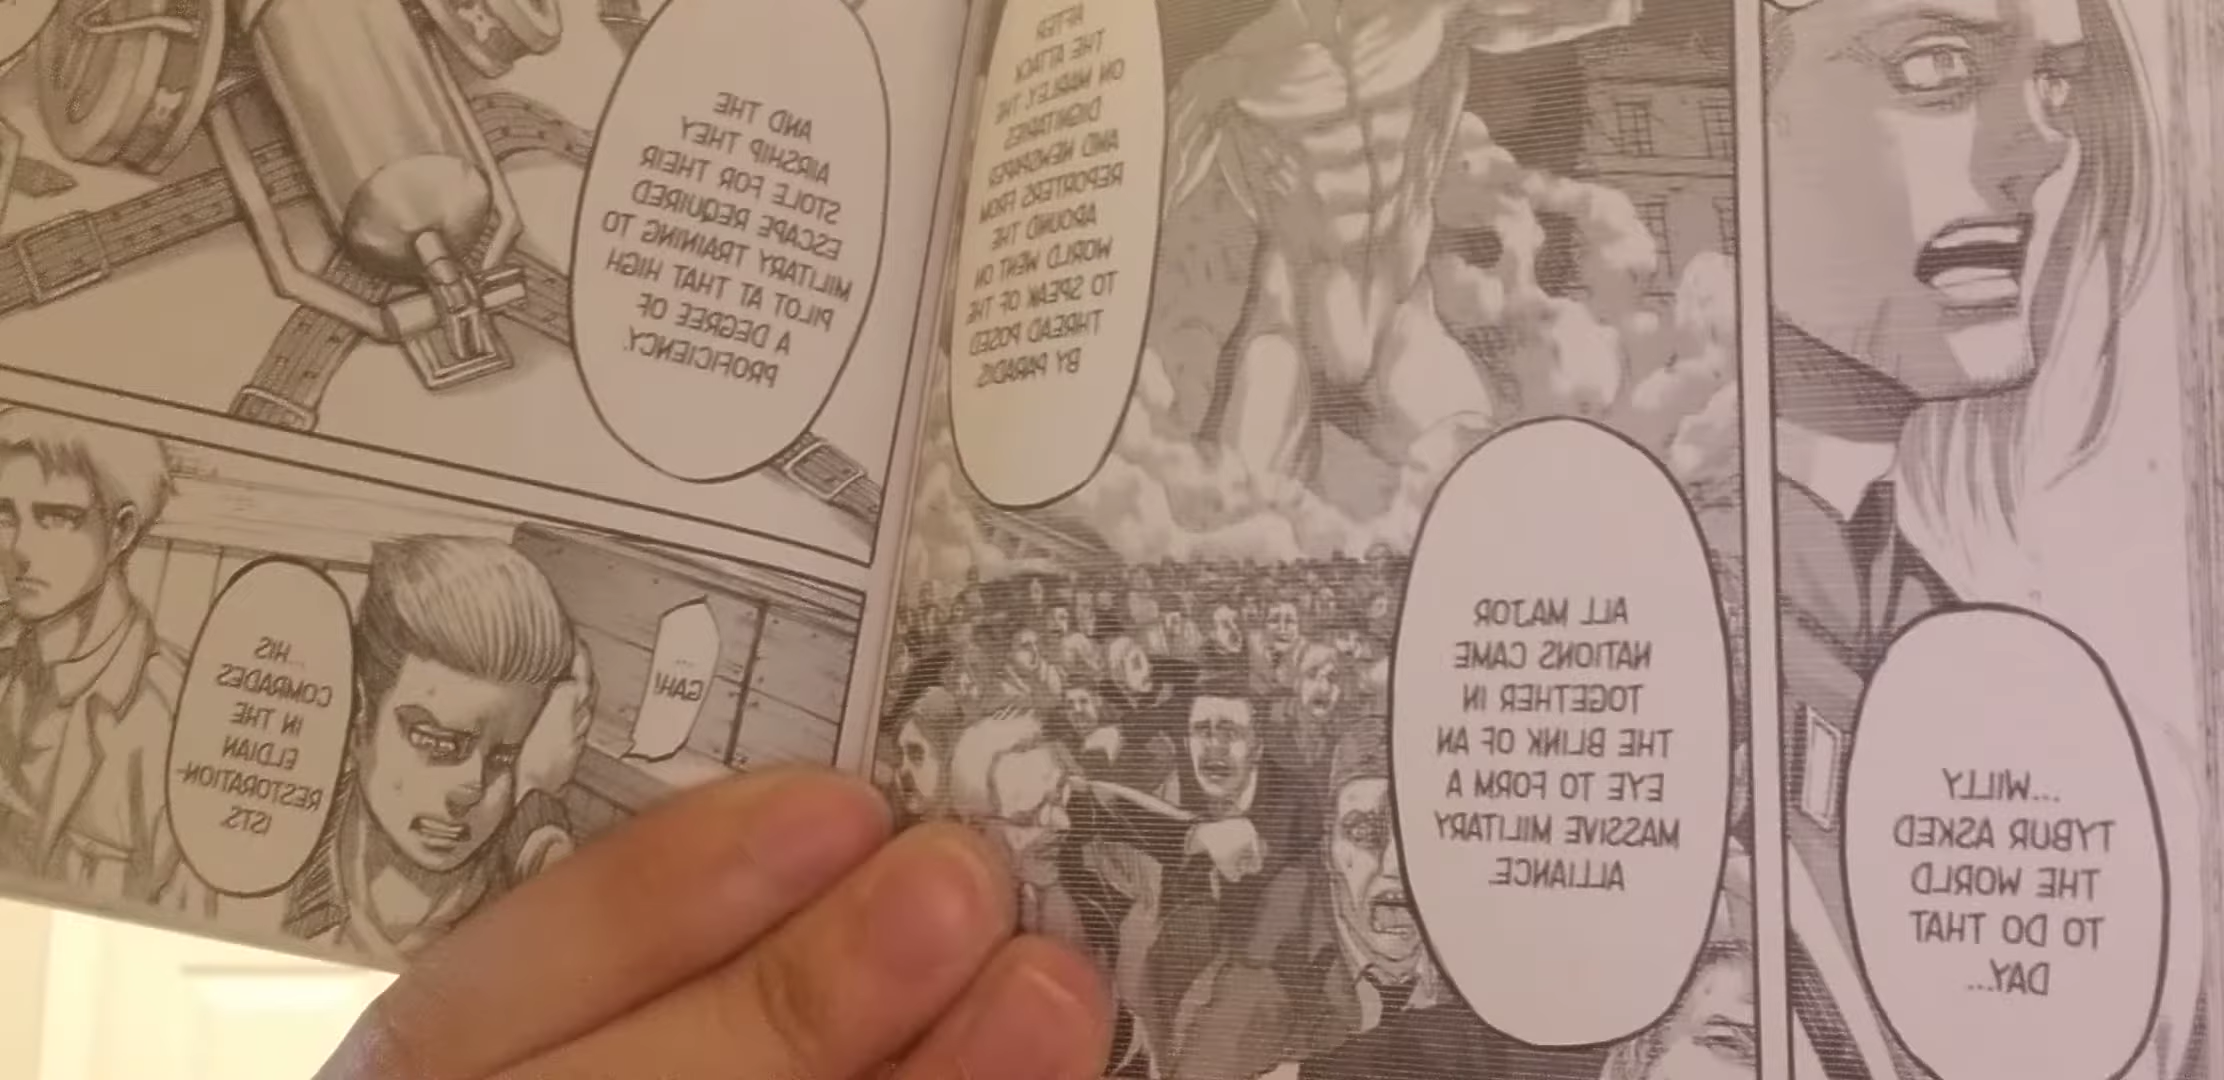 AND THE
AIRSHIP THEY
STOLE FOR THEIR
ESCAPE REQUIRED
MILITARY TRAINING TO
PILOT AT THAT HIGH
A DEGREE OF
PROFICIENCY.
...HIS
COMRADES
IN THE
ELDIAN
RESTORATION-
ISTS
...
GAH!
AFTER
THE ATTACK
ON MARLEY, THE
DIGNITARIES
AND NEWSPAPER
REPORTERS FROM
AROUND THE
WORLD WENT ON
TO SPEAK OF THE
THREAD POSED
BY PARADIS.
ALL MAJOR
NATIONS CAME
TOGETHER IN
THE BLINK OF AN
EYE TO FORM A
MASSIVE MILITARY
ALLIANCE.
...WILLY
TYBUR ASKED
THE WORLD
TO DO THAT
DAY...